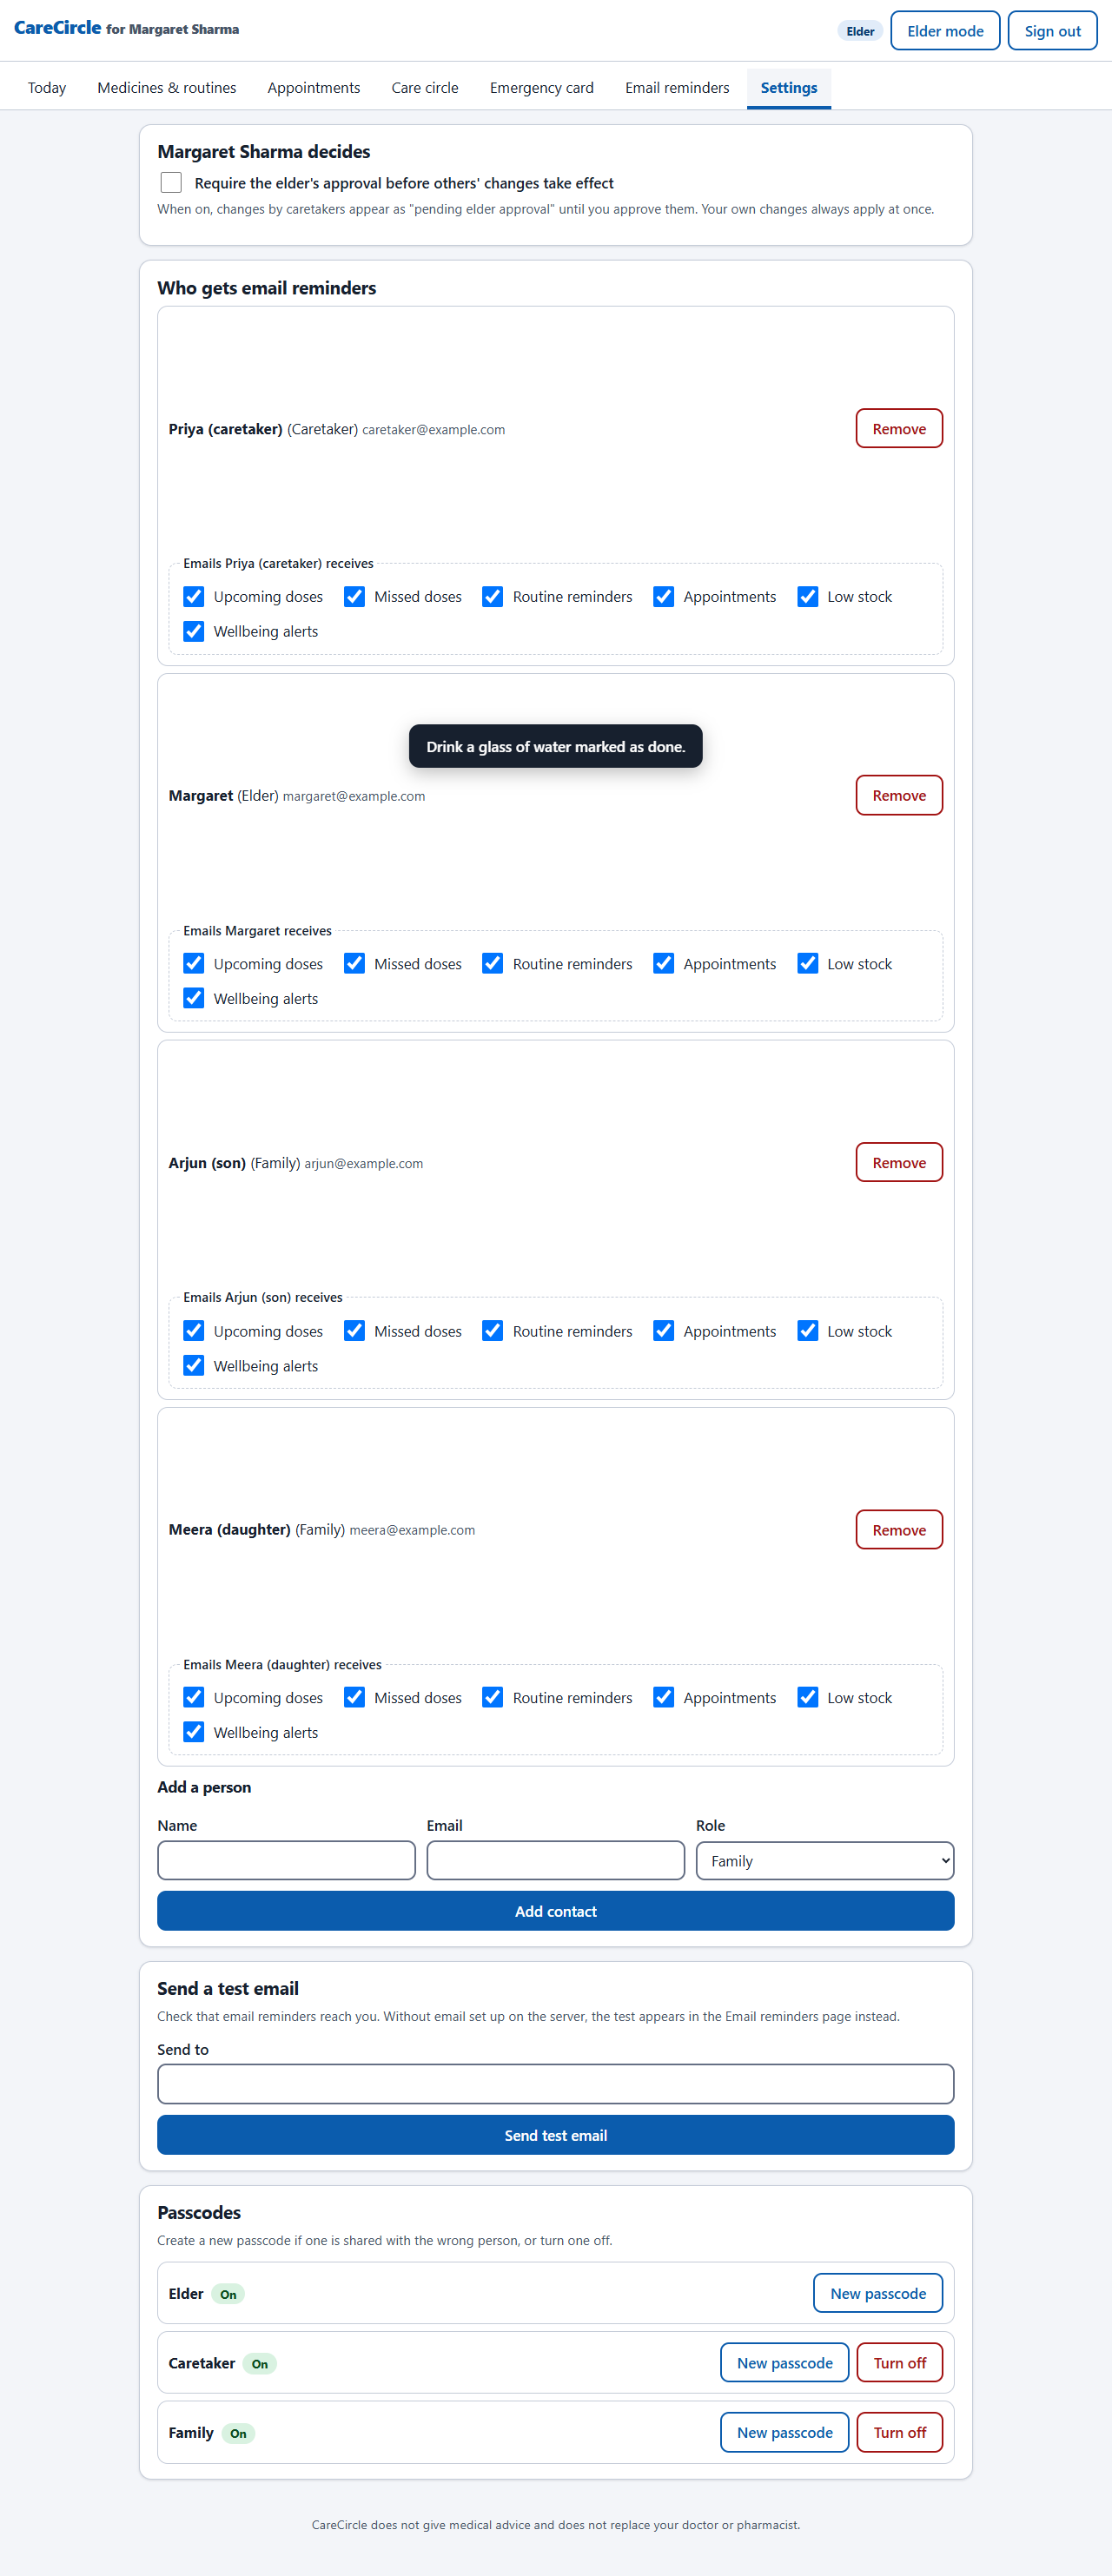 CareCircle for Margaret Sharma
Elder
Elder mode
Sign out
Today
Medicines & routines
Appointments
Care circle
Emergency card
Email reminders
Settings
Margaret Sharma decides
Require the elder's approval before others' changes take effect
When on, changes by caretakers appear as "pending elder approval" until you approve them. Your own changes always apply at once.
Who gets email reminders
Priya (caretaker) (Caretaker) caretaker@example.com
Remove
Emails Priya (caretaker) receives
Upcoming doses
Missed doses
Routine reminders
Appointments
Low stock
Wellbeing alerts
Drink a glass of water marked as done.
Margaret (Elder) margaret@example.com
Remove
Emails Margaret receives
Upcoming doses
Missed doses
Routine reminders
Appointments
Low stock
Wellbeing alerts
Arjun (son) (Family) arjun@example.com
Remove
Emails Arjun (son) receives
Upcoming doses
Missed doses
Routine reminders
Appointments
Low stock
Wellbeing alerts
Meera (daughter) (Family) meera@example.com
Remove
Emails Meera (daughter) receives
Upcoming doses
Missed doses
Routine reminders
Appointments
Low stock
Wellbeing alerts
Add a person
Name
Email
Role
Family
Add contact
Send a test email
Check that email reminders reach you. Without email set up on the server, the test appears in the Email reminders page instead.
Send to
Send test email
Passcodes
Create a new passcode if one is shared with the wrong person, or turn one off.
Elder On
New passcode
Caretaker On
New passcode
Turn off
Family On
New passcode
Turn off
CareCircle does not give medical advice and does not replace your doctor or pharmacist.